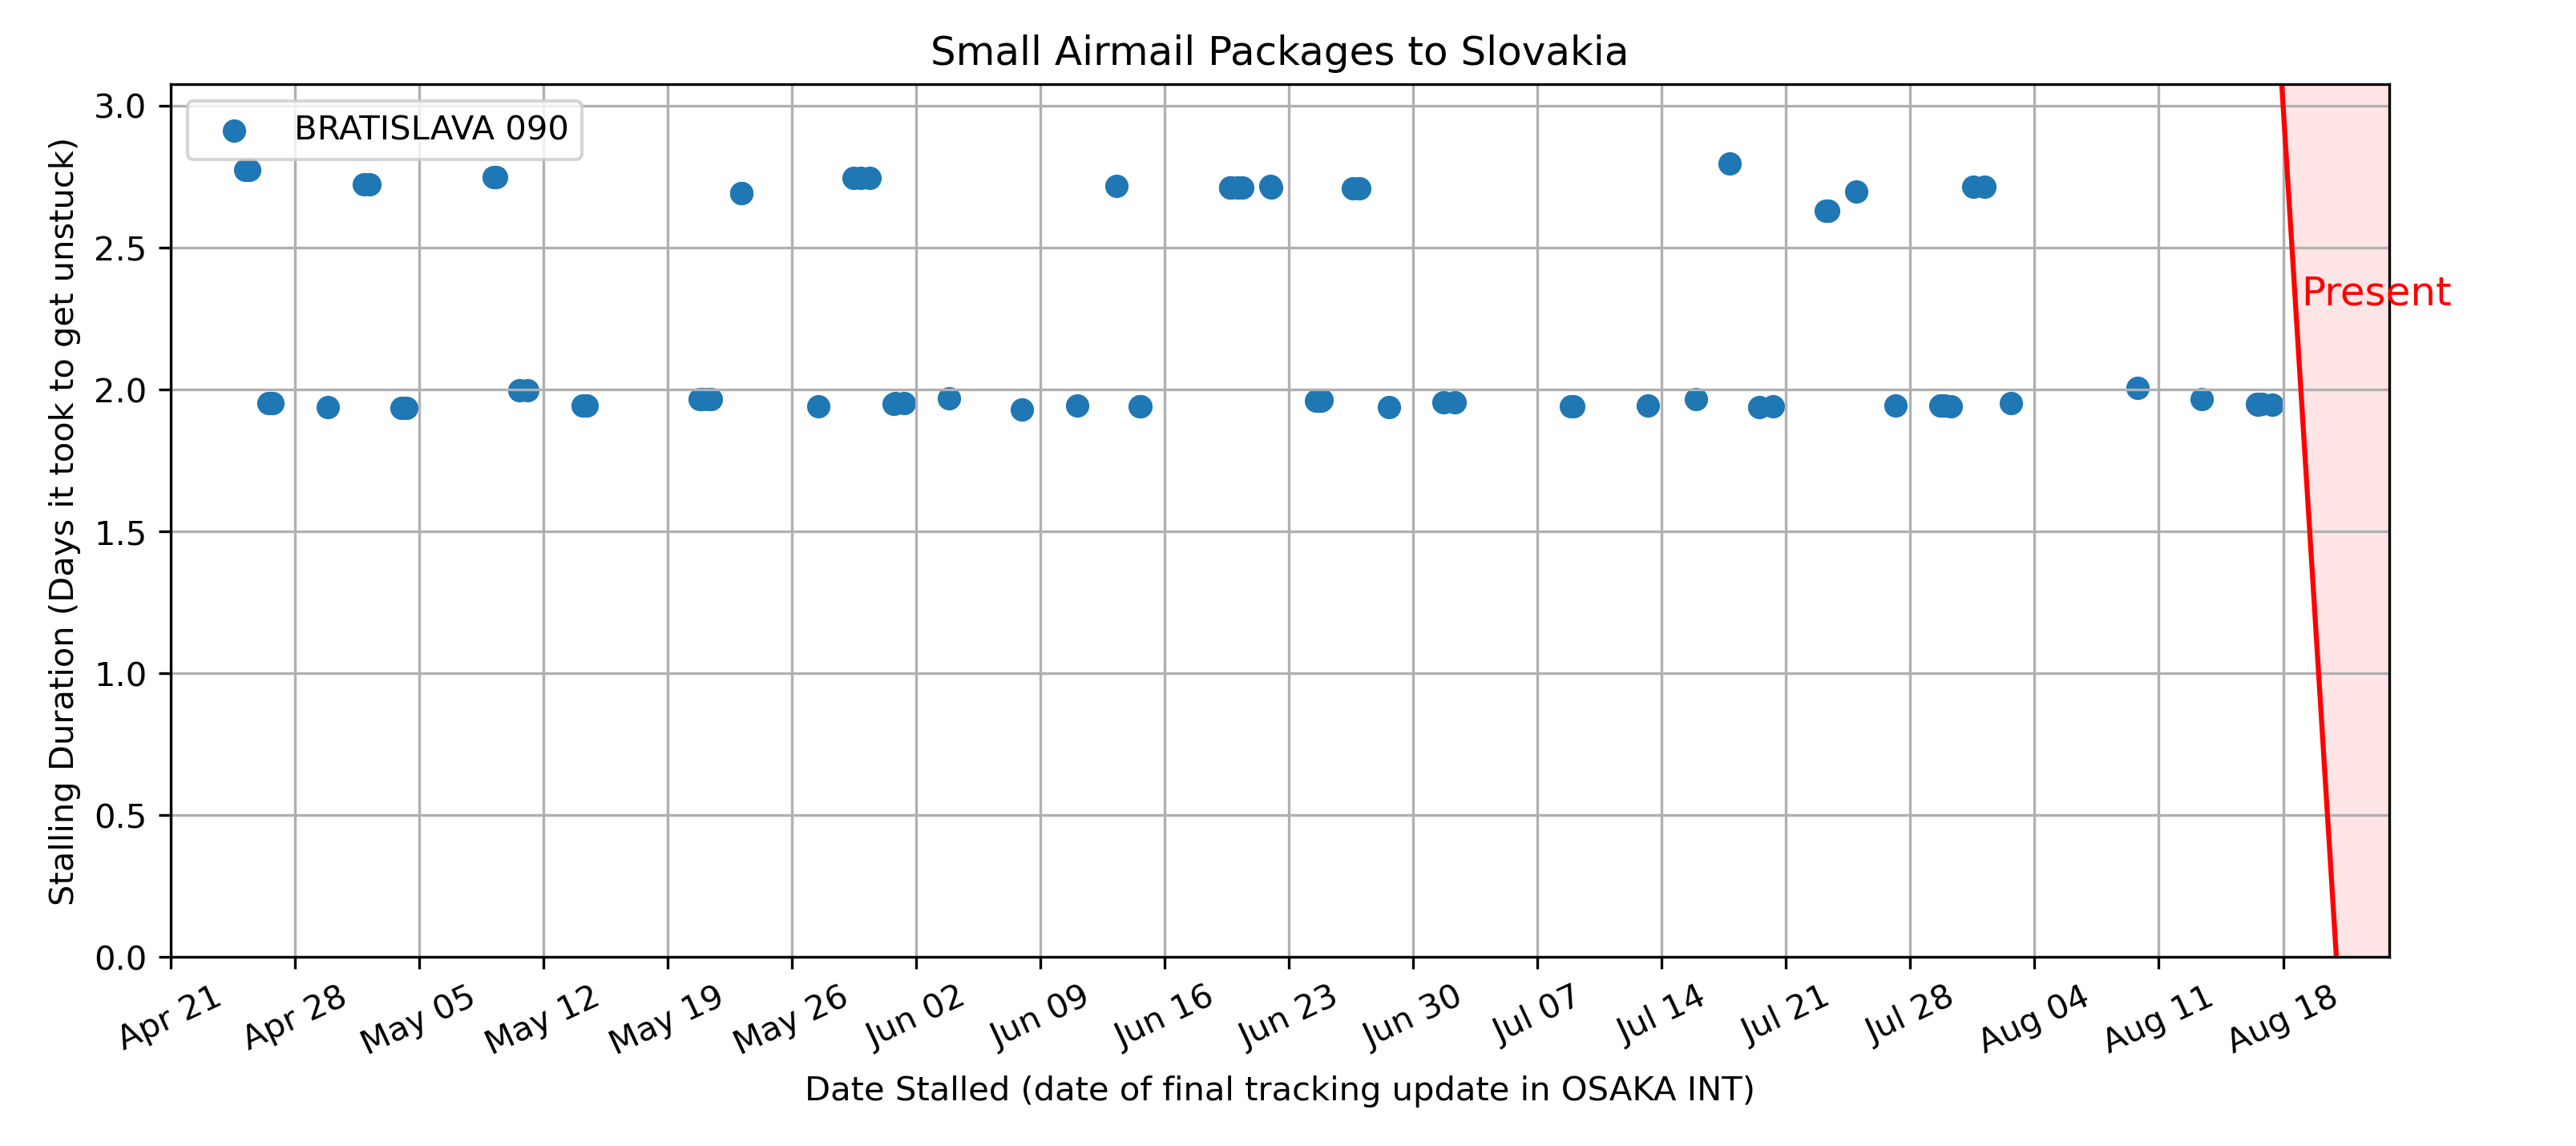 Small Airmail Packages to Slovakia
BRATISLAVA 090
Stalling Duration (Days it took to get unstuck)
3.0
2.5
2.0
1.5
1.0
0.5
0.0
Present
Apr 21
Apr 28
May 05
May 12
May 19
May 26
Jun 02
Jun 09
Jun 16
Jun 23
Jun 30
Jul 07
Jul 14
Jul 21
Jul 28
Aug 04
Aug 11
Aug 18
Date Stalled (date of final tracking update in OSAKA INT)